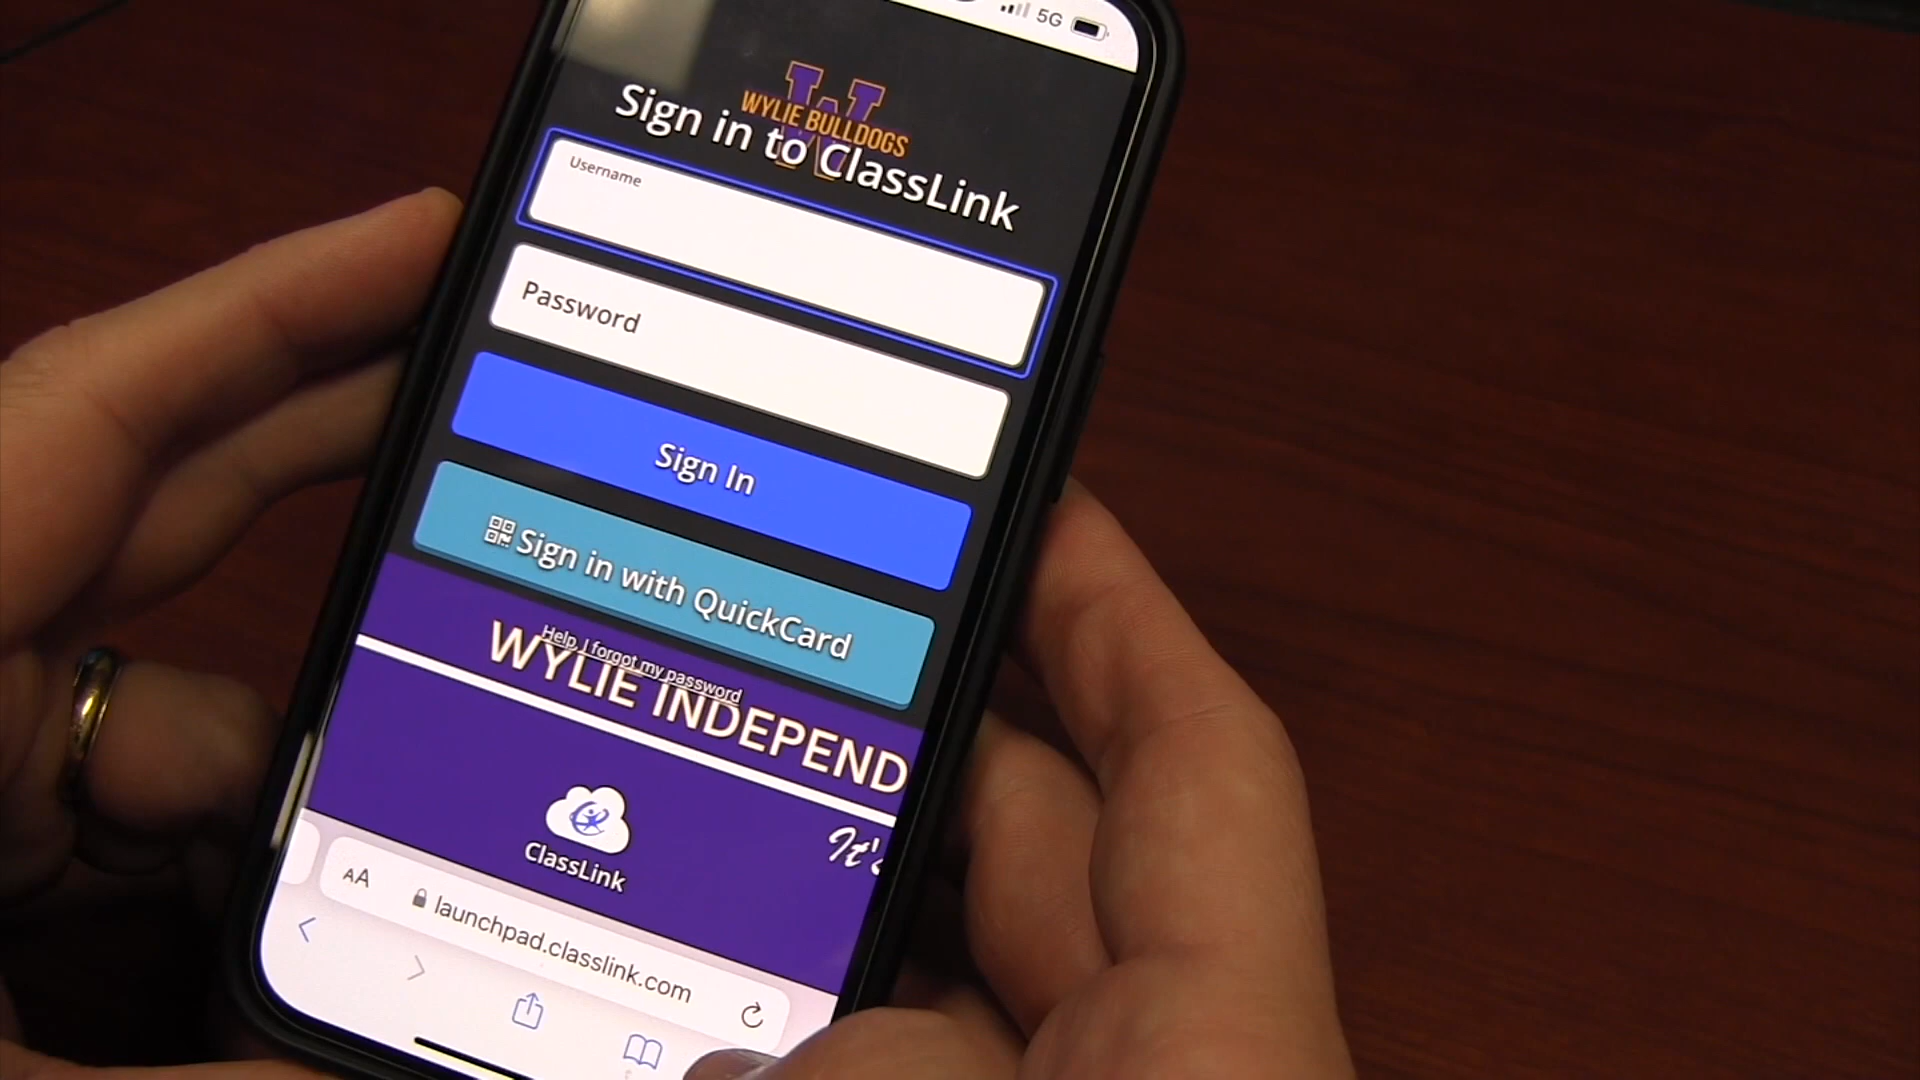 5G
WYLIE BULLDOGS
Sign in to ClassLink
Username
Password
Sign In
Sign in with QuickCard
Help, I forgot my password
WYLIE INDEPEND
It's
ClassLink
AA
launchpad.classlink.com